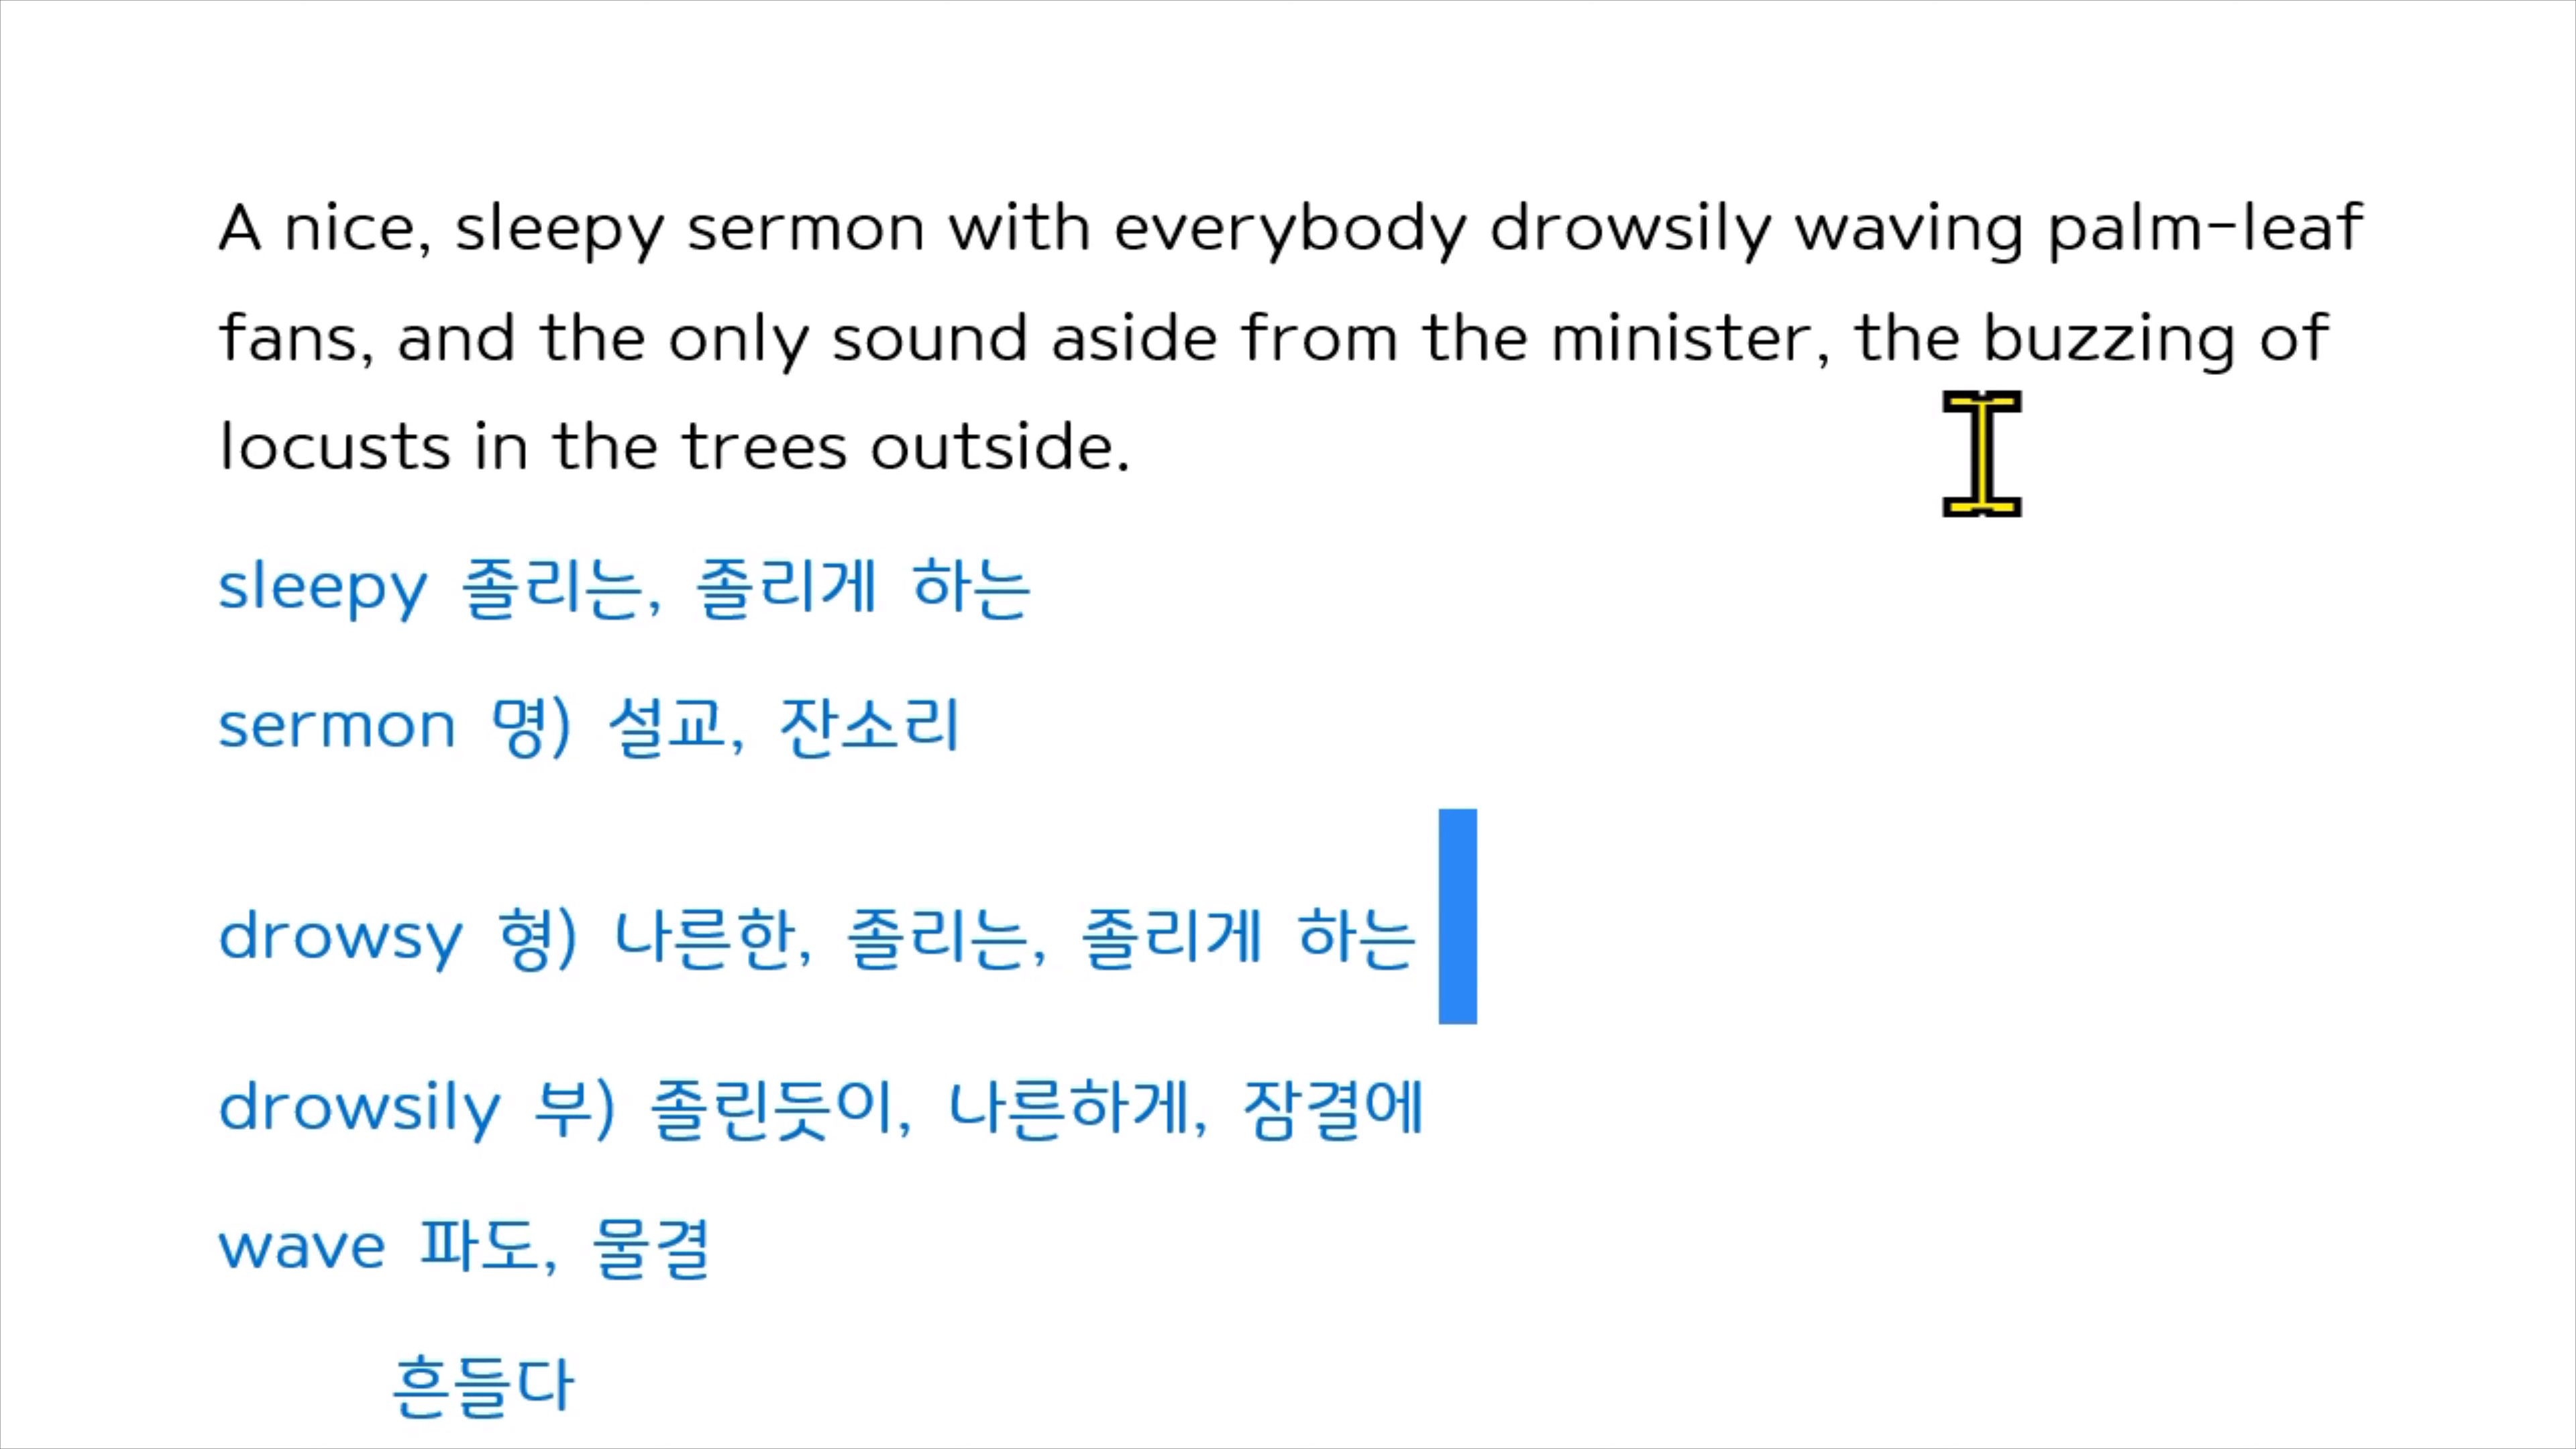 A nice, sleepy sermon with everybody drowsily waving palm-leaf
fans, and the only sound aside from the minister, the buzzing of
locusts in the trees outside.
sleepy 졸리는, 졸리게 하는
sermon 명) 설교, 잔소리
drowsy 형) 나른한, 졸리는, 졸리게 하는
drowsily 부) 졸린듯이, 나른하게, 잠결에
wave 파도, 물결
흔들다